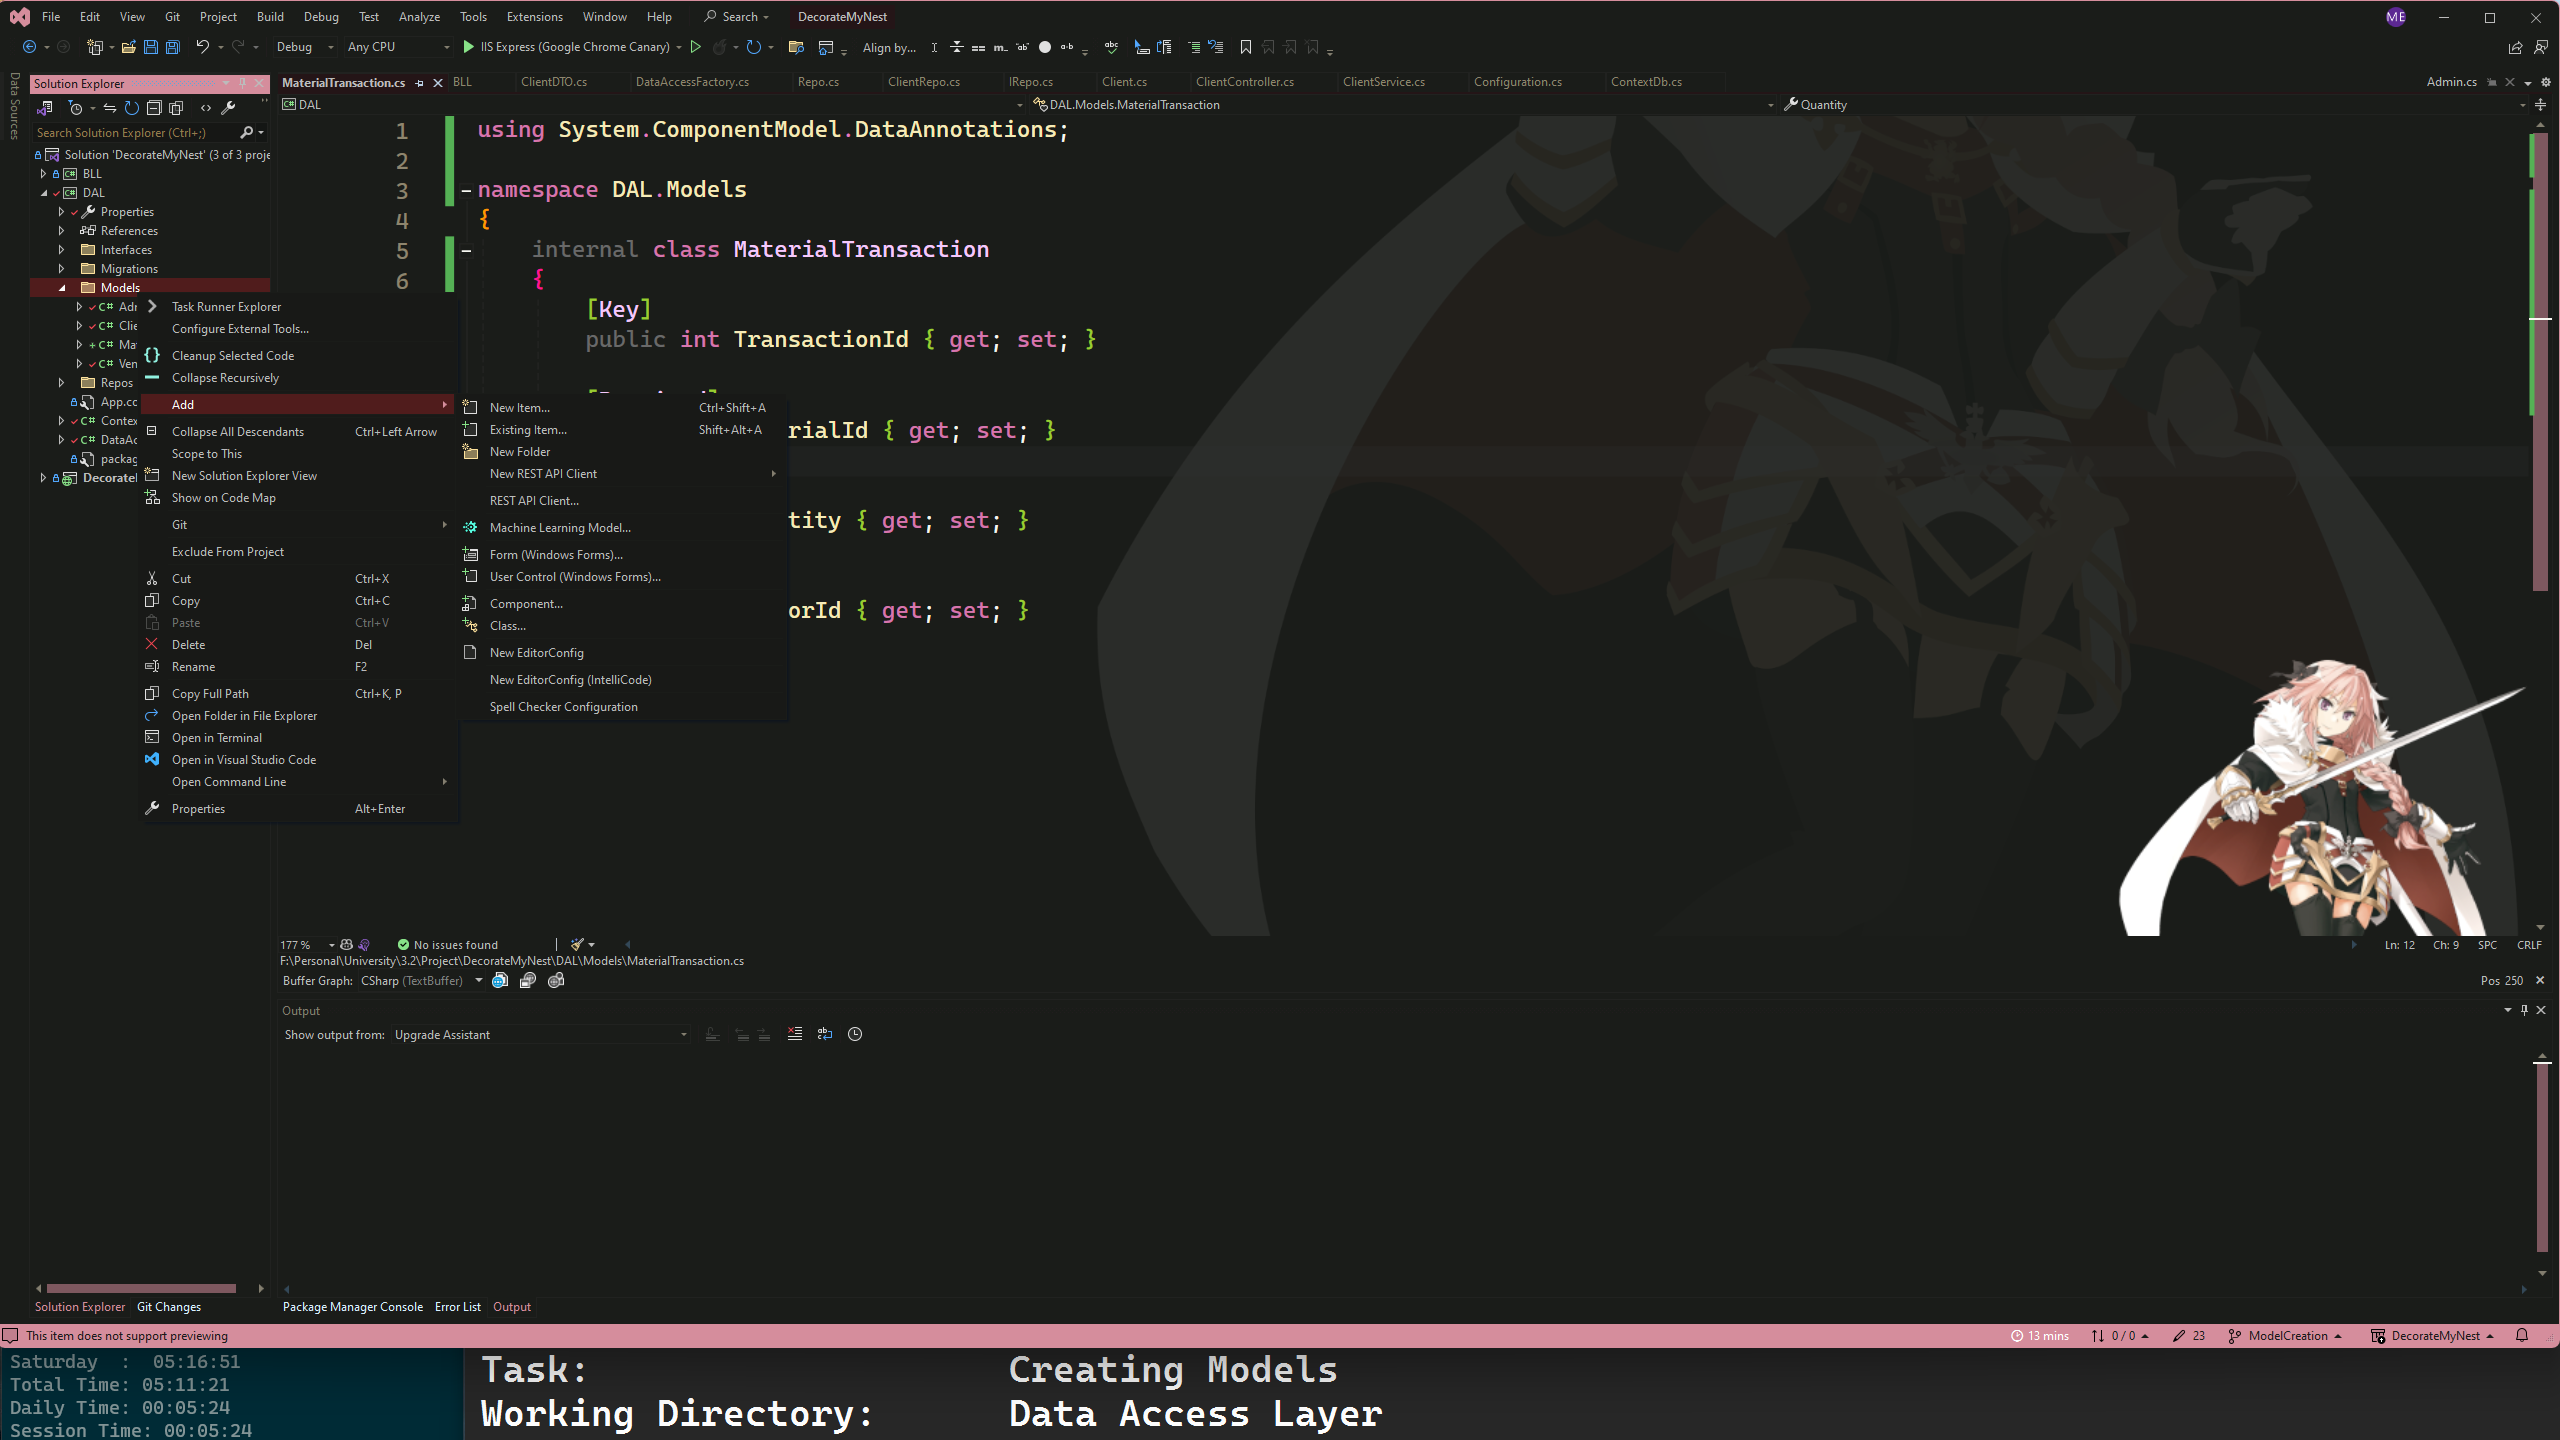 File Edit View Git Project Build Debug Test Analyze Tools Extensions Window Help Search DecorateMyNest ME
Debug Any CPU IIS Express (Google Chrome Canary) Align by...
Data Sources
Solution Explorer
Search Solution Explorer (Ctrl+;)
Solution 'DecorateMyNest' (3 of 3 proje
BLL
DAL
Properties
References
Interfaces
Migrations
Models
C# Adr
C# Clie
C# Mat
C# Ven
Repos
App.co
C# Contex
C# DataAc
packag
Decorate
MaterialTransaction.cs BLL ClientDTO.cs DataAccessFactory.cs Repo.cs ClientRepo.cs IRepo.cs Client.cs ClientController.cs ClientService.cs Configuration.cs ContextDb.cs Admin.cs
C# DAL DAL.Models.MaterialTransaction Quantity
1 using System.ComponentModel.DataAnnotations;
2
3 namespace DAL.Models
4 {
5 internal class MaterialTransaction
6 {
[Key]
public int TransactionId { get; set; }
rialId { get; set; }
tity { get; set; }
orId { get; set; }
Task Runner Explorer
Configure External Tools...
Cleanup Selected Code
Collapse Recursively
Add
Collapse All Descendants Ctrl+Left Arrow
Scope to This
New Solution Explorer View
Show on Code Map
Git
Exclude From Project
Cut Ctrl+X
Copy Ctrl+C
Paste Ctrl+V
Delete Del
Rename F2
Copy Full Path Ctrl+K, P
Open Folder in File Explorer
Open in Terminal
Open in Visual Studio Code
Open Command Line
Properties Alt+Enter
New Item... Ctrl+Shift+A
Existing Item... Shift+Alt+A
New Folder
New REST API Client
REST API Client...
Machine Learning Model...
Form (Windows Forms)...
User Control (Windows Forms)...
Component...
Class...
New EditorConfig
New EditorConfig (IntelliCode)
Spell Checker Configuration
177 % No issues found Ln: 12 Ch: 9 SPC CRLF
F:\Personal\University\3.2\Project\DecorateMyNest\DAL\Models\MaterialTransaction.cs
Buffer Graph: CSharp (TextBuffer) Pos 250
Output
Show output from: Upgrade Assistant
Solution Explorer Git Changes Package Manager Console Error List Output
This item does not support previewing 13 mins 0 / 0 23 ModelCreation DecorateMyNest
Saturday : 05:16:51
Total Time: 05:11:21
Daily Time: 00:05:24
Session Time: 00:05:24
Task: Creating Models
Working Directory: Data Access Layer